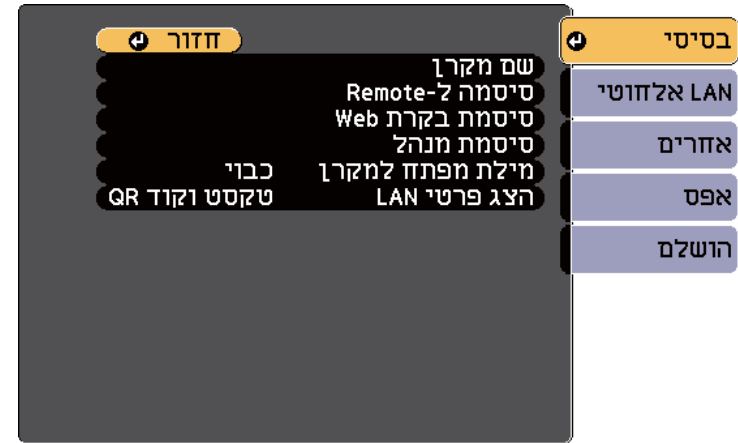 בסיסי
LAN אלחוטי
אחרים
אפס
הושלם
חזור
שם מקרן
סיסמה ל-Remote
סיסמת בקרת Web
סיסמת מנהל
מילת מפתח למקרן כבוי
הצג פרטי LAN טקסט וקוד QR